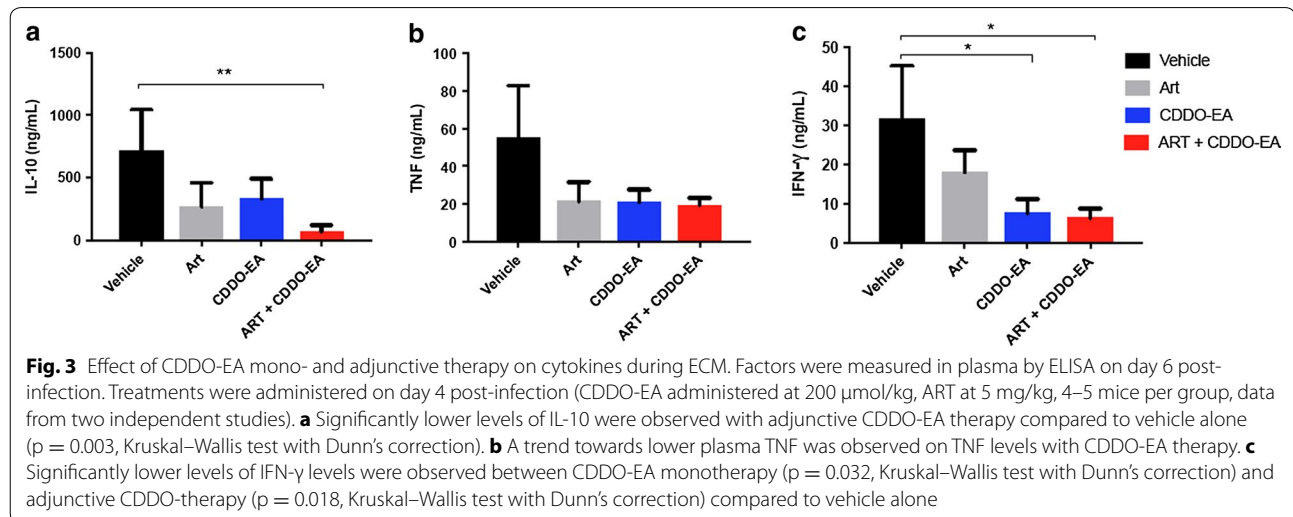 a
b
c
1500
1000
500
0
IL-10 (ng/mL)
**
Vehicle
Art
CDDO-EA
ART + CDDO-EA
100
80
60
40
20
0
TNF (ng/mL)
Vehicle
Art
CDDO-EA
ART + CDDO-EA
50
40
30
20
10
0
IFN-γ (ng/mL)
*
*
Vehicle
Art
CDDO-EA
ART + CDDO-EA
Vehicle
Art
CDDO-EA
ART + CDDO-EA
Fig. 3 Effect of CDDO-EA mono- and adjunctive therapy on cytokines during ECM. Factors were measured in plasma by ELISA on day 6 post-
infection. Treatments were administered on day 4 post-infection (CDDO-EA administered at 200 μmol/kg, ART at 5 mg/kg, 4–5 mice per group, data
from two independent studies). a Significantly lower levels of IL-10 were observed with adjunctive CDDO-EA therapy compared to vehicle alone
(p = 0.003, Kruskal–Wallis test with Dunn's correction). b A trend towards lower plasma TNF was observed on TNF levels with CDDO-EA therapy. c
Significantly lower levels of IFN-γ levels were observed between CDDO-EA monotherapy (p = 0.032, Kruskal–Wallis test with Dunn's correction) and
adjunctive CDDO-therapy (p = 0.018, Kruskal–Wallis test with Dunn's correction) compared to vehicle alone